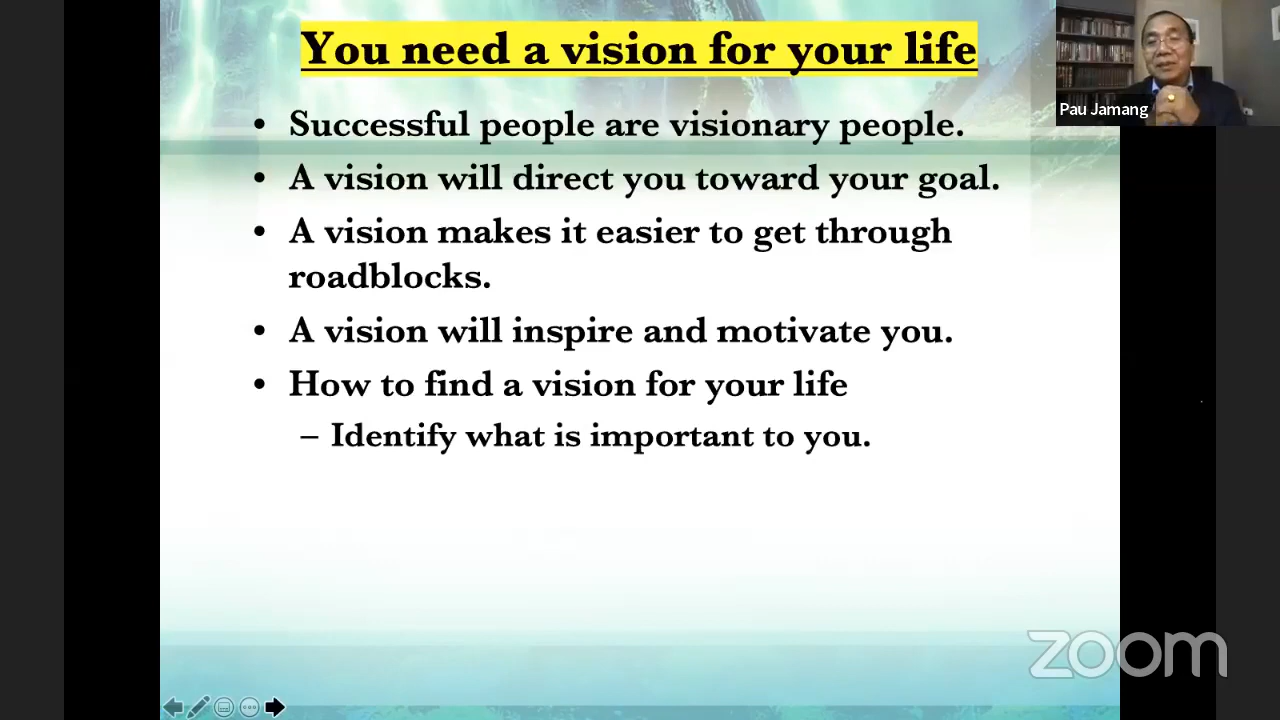 You need a vision for your life
• Successful people are visionary people.
• A vision will direct you toward your goal.
• A vision makes it easier to get through
roadblocks.
• A vision will inspire and motivate you.
• How to find a vision for your life
– Identify what is important to you.
Pau Jamang
zoom